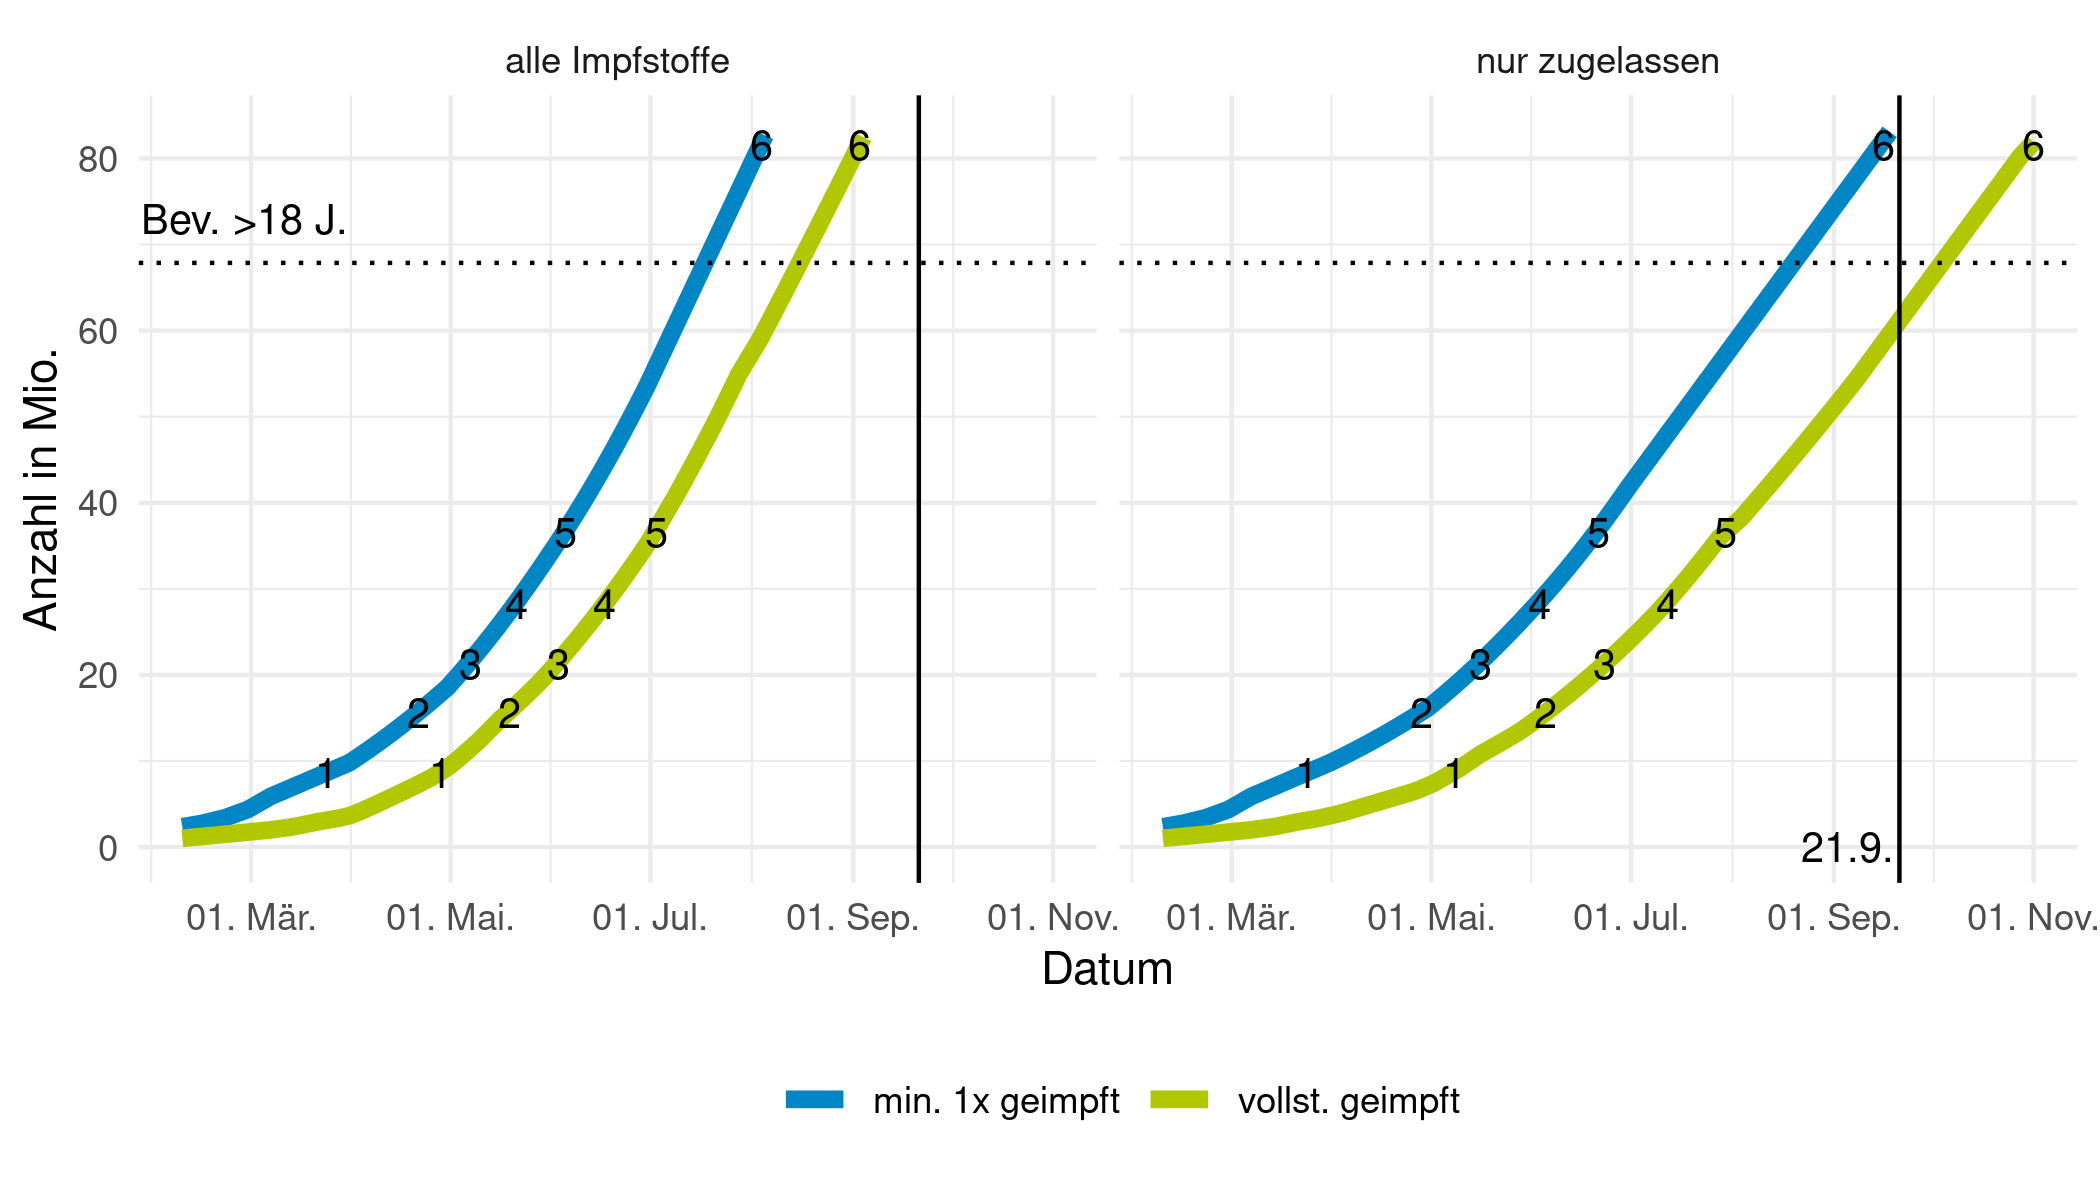 alle Impfstoffe
nur zugelassen
Anzahl in Mio.
80
60
40
20
0
Bev. >18 J.
1
2
3
4
5
6
1
2
3
4
5
6
1
2
3
4
5
6
1
2
3
4
5
6
21.9.
01. Mär.
01. Mai.
01. Jul.
01. Sep.
01. Nov.
01. Mär.
01. Mai.
01. Jul.
01. Sep.
01. Nov.
Datum
min. 1x geimpft
vollst. geimpft